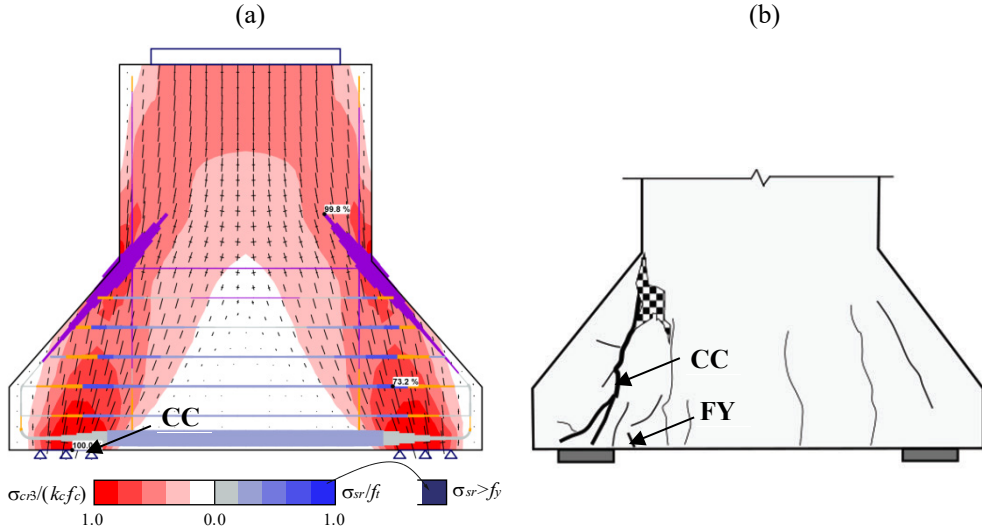 (a) (b)
99.8 %
CC
73.2 %
FY
CC
100.0
σcr3/(kcfc) σsr/ft σsr>fy
1.0 0.0 1.0